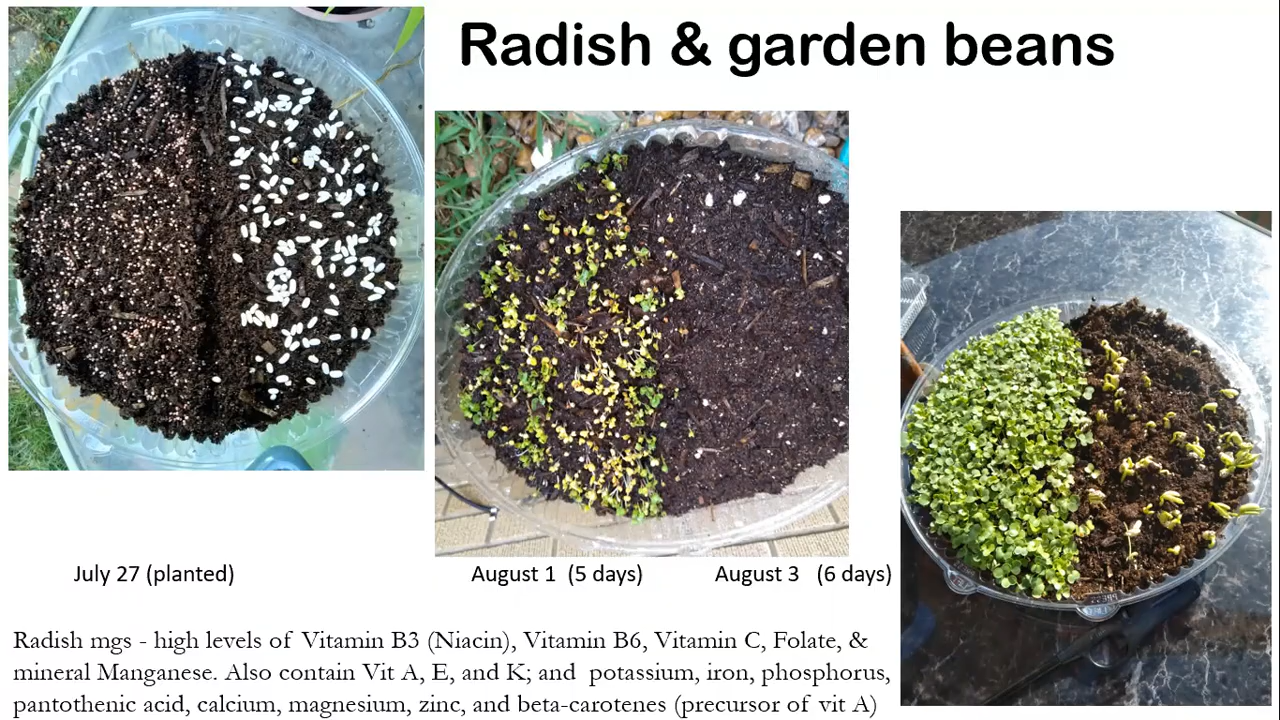 Radish & garden beans
July 27 (planted)
August 1 (5 days)
August 3 (6 days)
Radish mgs - high levels of Vitamin B3 (Niacin), Vitamin B6, Vitamin C, Folate, &
mineral Manganese. Also contain Vit A, E, and K; and potassium, iron, phosphorus,
pantothenic acid, calcium, magnesium, zinc, and beta-carotenes (precursor of vit A)